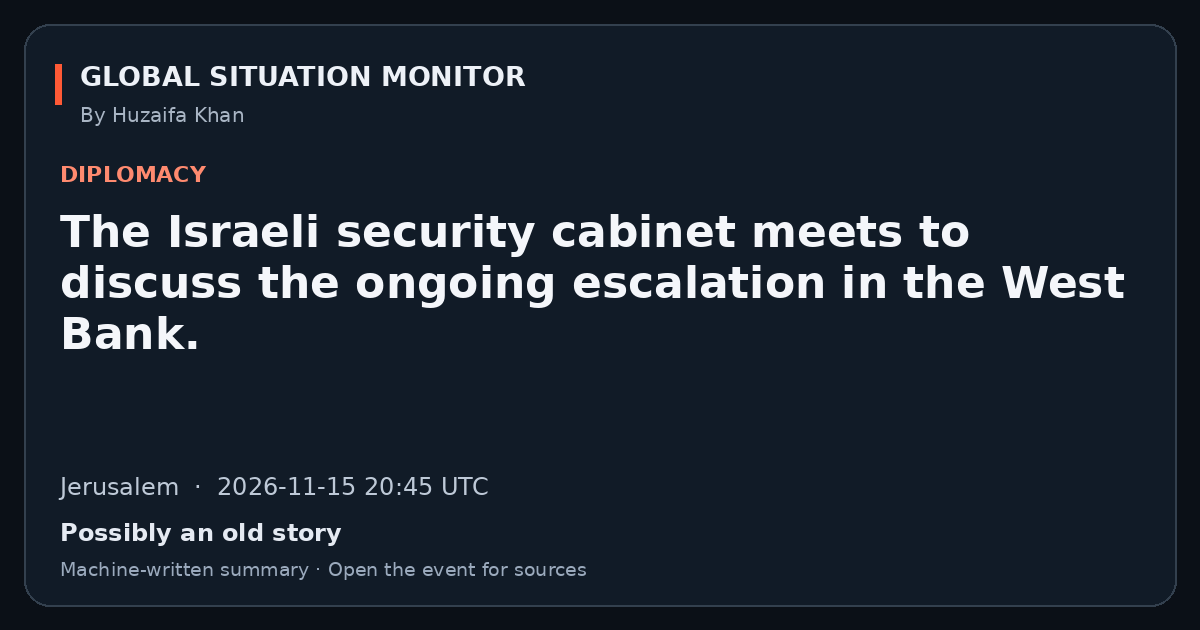 GLOBAL SITUATION MONITOR
By Huzaifa Khan
DIPLOMACY
The Israeli security cabinet meets to
discuss the ongoing escalation in the West
Bank.
Jerusalem · 2026-11-15 20:45 UTC
Possibly an old story
Machine-written summary · Open the event for sources